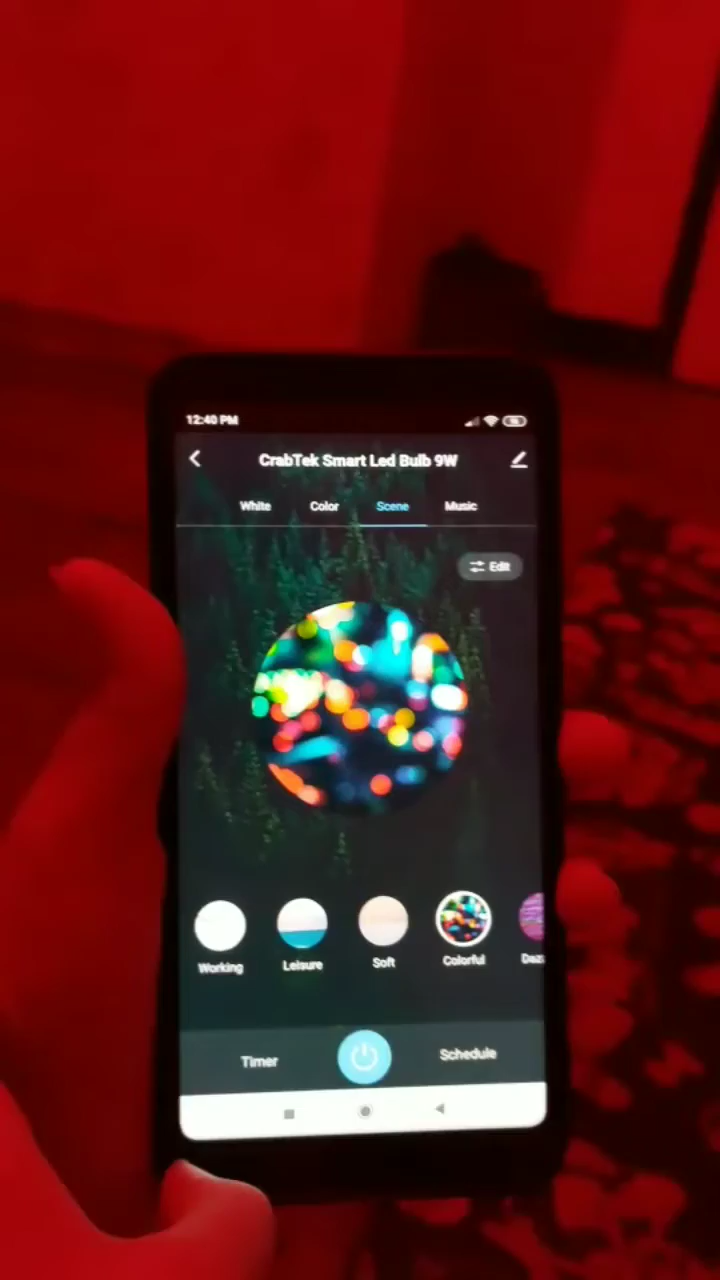 12:40 PM
CrabTek Smart Led Bulb 9W
White Color Scene Music
Edit
Working Leisure Soft Colorful
Timer Schedule